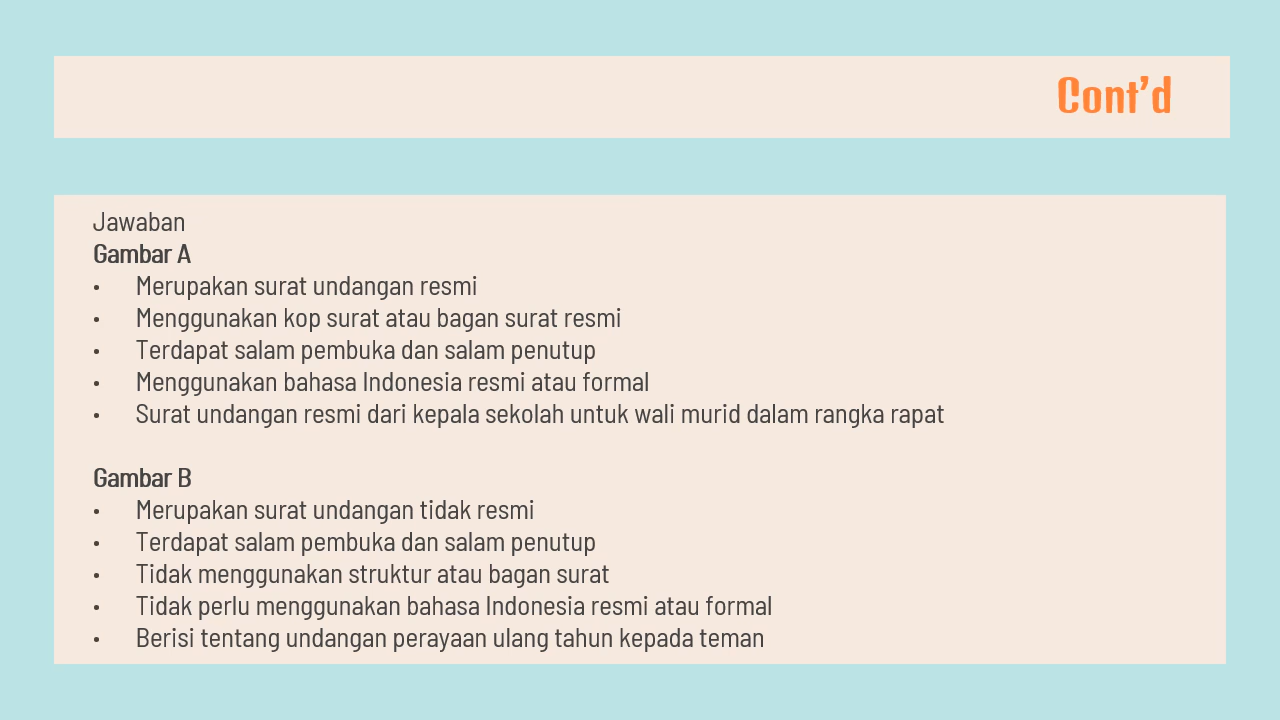 Cont’d
Jawaban
Gambar A
• Merupakan surat undangan resmi
• Menggunakan kop surat atau bagan surat resmi
• Terdapat salam pembuka dan salam penutup
• Menggunakan bahasa Indonesia resmi atau formal
• Surat undangan resmi dari kepala sekolah untuk wali murid dalam rangka rapat
Gambar B
• Merupakan surat undangan tidak resmi
• Terdapat salam pembuka dan salam penutup
• Tidak menggunakan struktur atau bagan surat
• Tidak perlu menggunakan bahasa Indonesia resmi atau formal
• Berisi tentang undangan perayaan ulang tahun kepada teman